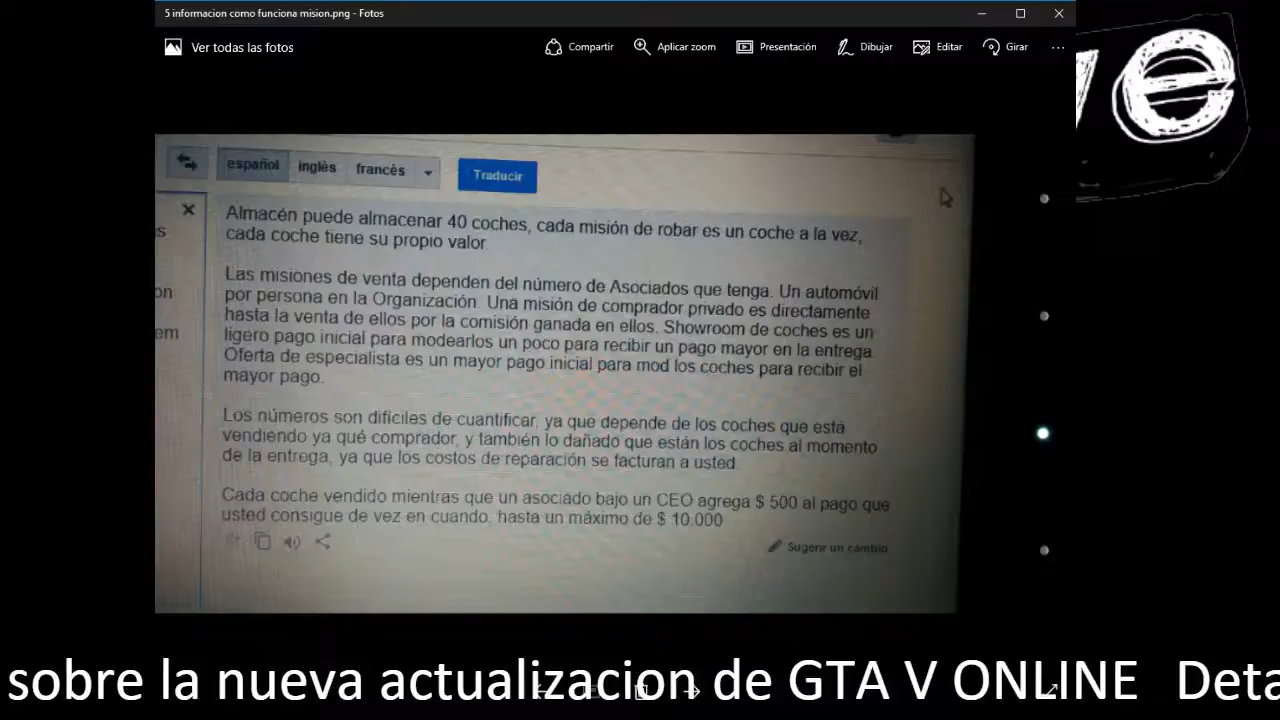 5 informacion como funciona mision.png - Fotos
Ver todas las fotos
Compartir
Aplicar zoom
Presentación
Dibujar
Editar
Girar
e
español inglés francés
Traducir
s
on
em
Almacén puede almacenar 40 coches, cada misión de robar es un coche a la vez,
cada coche tiene su propio valor
Las misiones de venta dependen del número de Asociados que tenga. Un automóvil
por persona en la Organización. Una misión de comprador privado es directamente
hasta la venta de ellos por la comisión ganada en ellos. Showroom de coches es un
ligero pago inicial para modearlos un poco para recibir un pago mayor en la entrega.
Oferta de especialista es un mayor pago inicial para mod los coches para recibir el
mayor pago.
Los números son difíciles de cuantificar, ya que depende de los coches que está
vendiendo ya qué comprador, y también lo dañado que están los coches al momento
de la entrega, ya que los costos de reparación se facturan a usted.
Cada coche vendido mientras que un asociado bajo un CEO agrega $ 500 al pago que
usted consigue de vez en cuando, hasta un máximo de $ 10.000
Sugerir un cambio
sobre la nueva actualizacion de GTA V ONLINE Deta